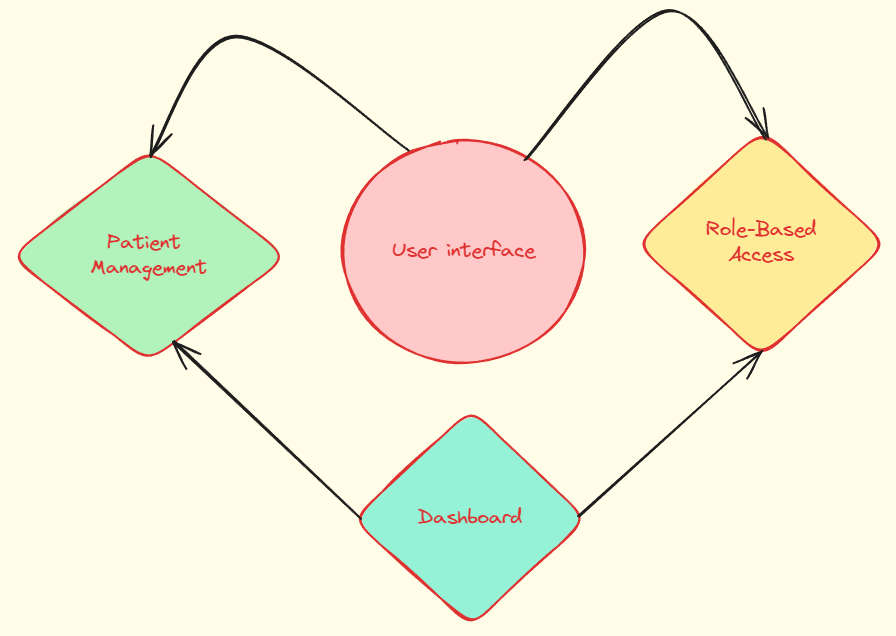 Patient
Management
User interface
Role-Based
Access
Dashboard